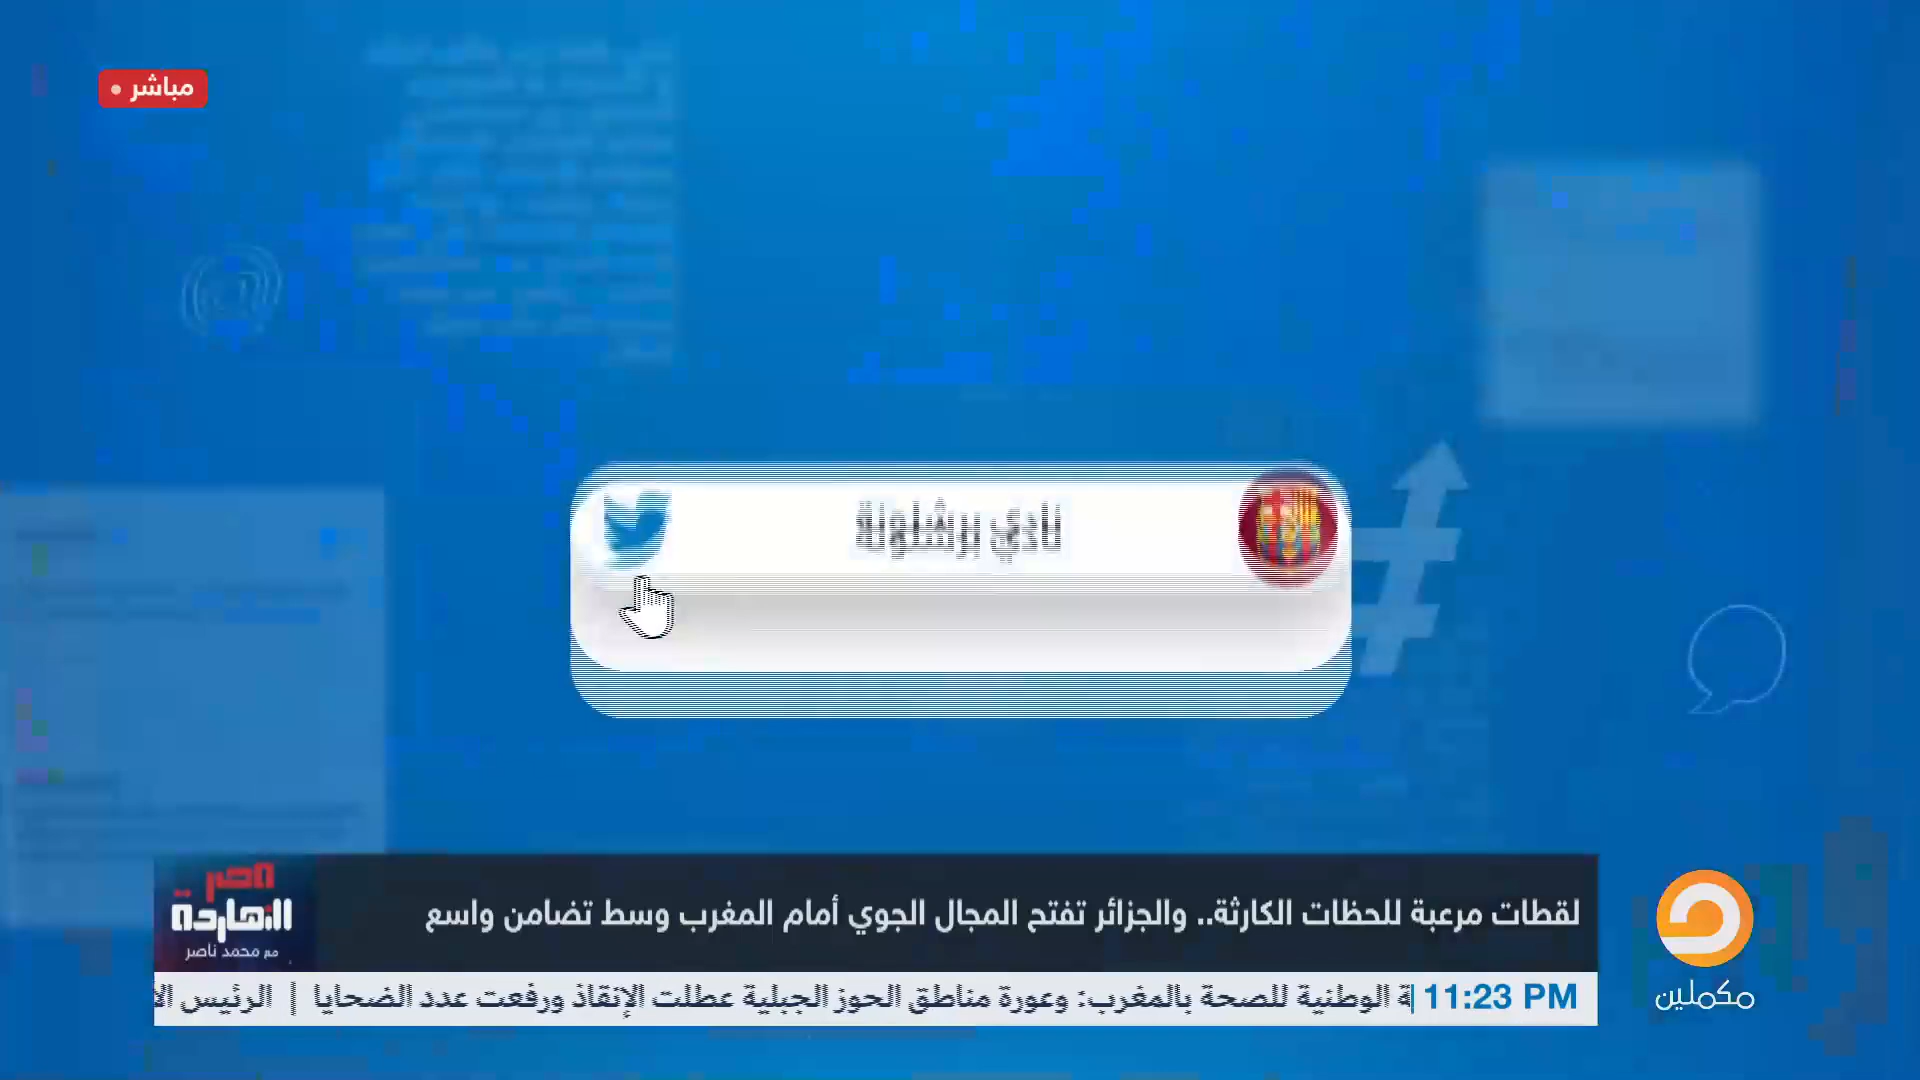 مباشر
نادي برشلونة
لقطات مرعبة للحظات الكارثة.. والجزائر تفتح المجال الجوي أمام المغرب وسط تضامن واسع
مصر
النهاردة
مع محمد ناصر
11:23 PM
ة الوطنية للصحة بالمغرب: وعورة مناطق الحوز الجبلية عطلت الإنقاذ ورفعت عدد الضحايا | الرئيس الأ
مكملين